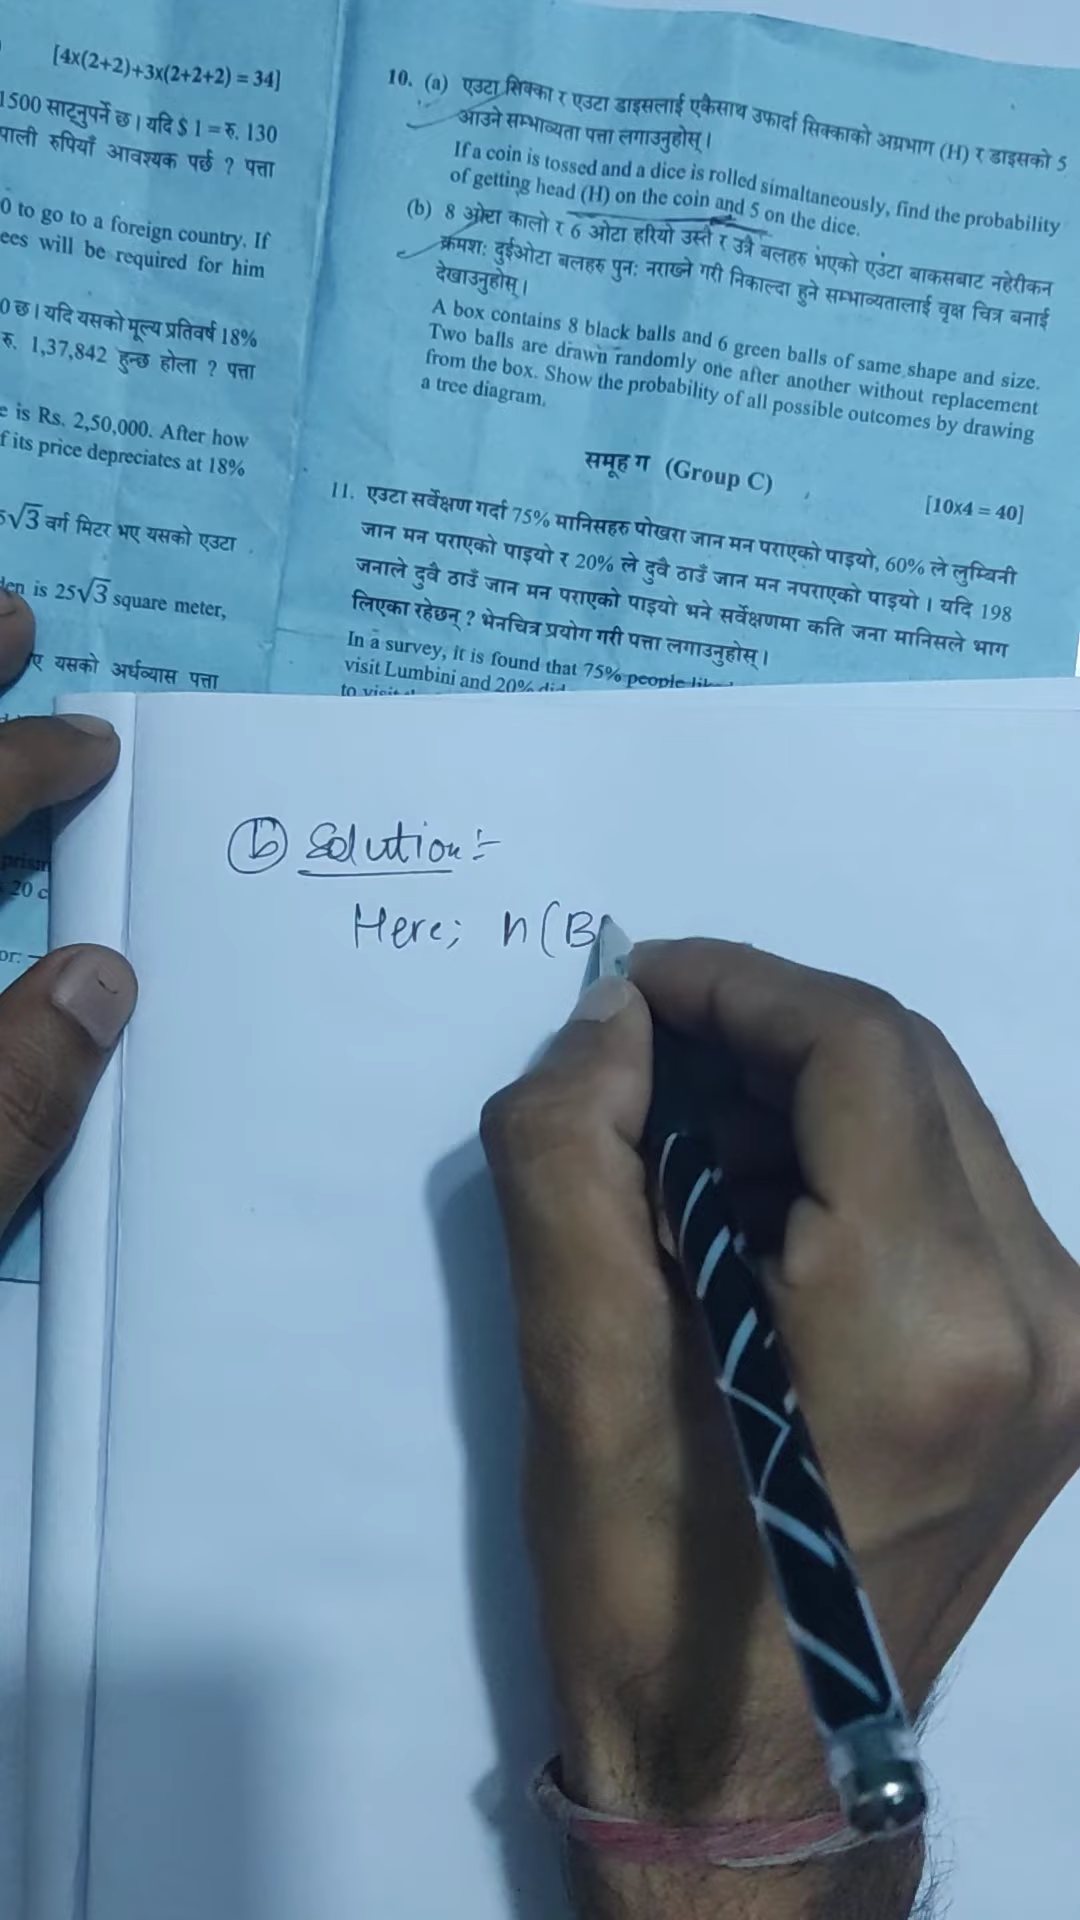 [4x(2+2)+3x(2+2+2) = 34]
1500 साट्नुपर्ने छ। यदि $ 1 = रु. 130
पाली रुपियाँ आवश्यक पर्छ ? पत्ता
0 to go to a foreign country. If
ees will be required for him
0 छ। यदि यसको मूल्य प्रतिवर्ष 18%
रु. 1,37,842 हुन्छ होला ? पत्ता
e is Rs. 2,50,000. After how
f its price depreciates at 18%
√3 वर्ग मिटर भए यसको एउटा
den is 25√3 square meter,
ए यसको अर्धव्यास पत्ता
prism
20 c
or:
10. (a) एउटा सिक्का र एउटा डाइसलाई एकैसाथ उफार्दा सिक्काको अग्रभाग (H) र डाइसको 5
आउने सम्भाव्यता पत्ता लगाउनुहोस्।
If a coin is tossed and a dice is rolled simaltaneously, find the probability
of getting head (H) on the coin and 5 on the dice.
(b) 8 ओटा कालो र 6 ओटा हरियो उस्तै र उत्रै बलहरु भएको एउटा बाकसबाट नहेरीकन
क्रमशः दुईओटा बलहरु पुनः नराख्ने गरी निकाल्दा हुने सम्भाव्यतालाई वृक्ष चित्र बनाई
देखाउनुहोस्।
A box contains 8 black balls and 6 green balls of same shape and size.
Two balls are drawn randomly one after another without replacement
from the box. Show the probability of all possible outcomes by drawing
a tree diagram.
समूह ग (Group C)
[10x4 = 40]
11. एउटा सर्वेक्षण गर्दा 75% मानिसहरु पोखरा जान मन पराएको पाइयो, 60% ले लुम्बिनी
जान मन पराएको पाइयो र 20% ले दुवै ठाउँ जान मन नपराएको पाइयो। यदि 198
जनाले दुवै ठाउँ जान मन पराएको पाइयो भने सर्वेक्षणमा कति जना मानिसले भाग
लिएका रहेछन् ? भेनचित्र प्रयोग गरी पत्ता लगाउनुहोस्।
In a survey, it is found that 75% people
visit Lumbini and 20%
b Solution :-
Here; n(B